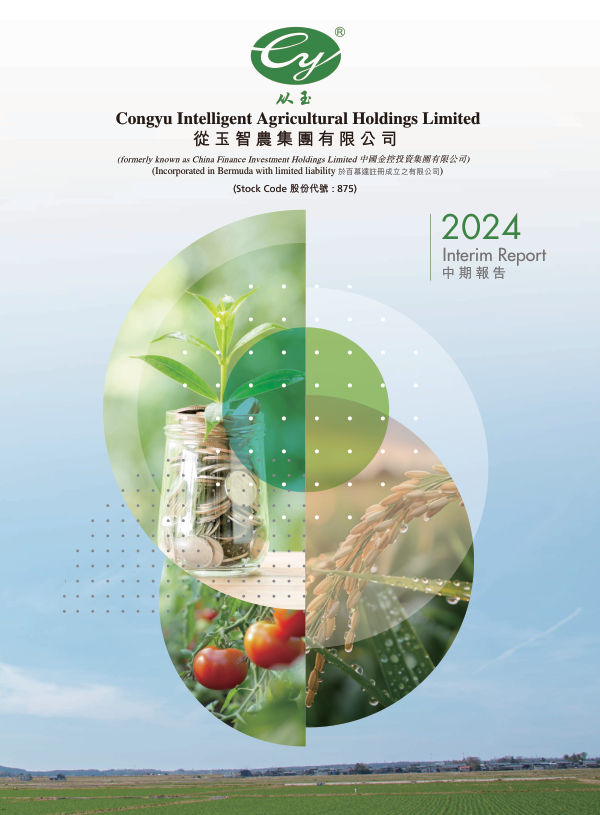 Cy®
从玉
Congyu Intelligent Agricultural Holdings Limited
從玉智農集團有限公司
(formerly known as China Finance Investment Holdings Limited 中國金控投資集團有限公司)
(Incorporated in Bermuda with limited liability 於百慕達註冊成立之有限公司)
(Stock Code 股份代號 : 875)
2024
Interim Report
中期報告